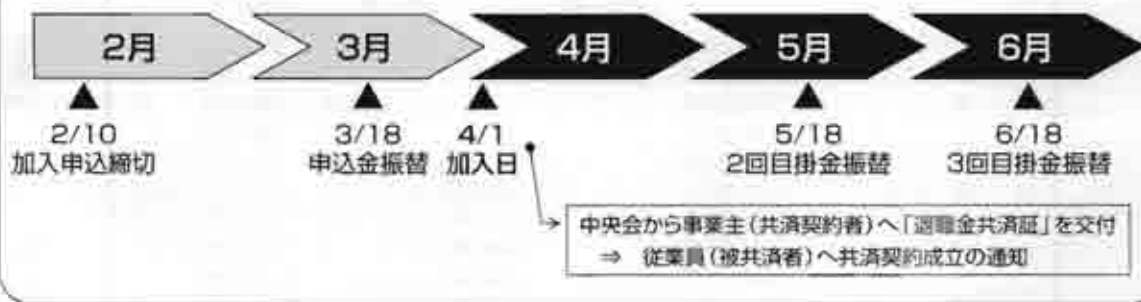 2月 3月 4月 5月 6月
2/10 3/18 4/1 5/18 6/18
加入申込締切 申込金振替 加入日 2回目掛金振替 3回目掛金振替
中央会から事業主(共済契約者)へ「退職金共済証」を交付
⇒ 従業員(被共済者)へ共済契約成立の通知